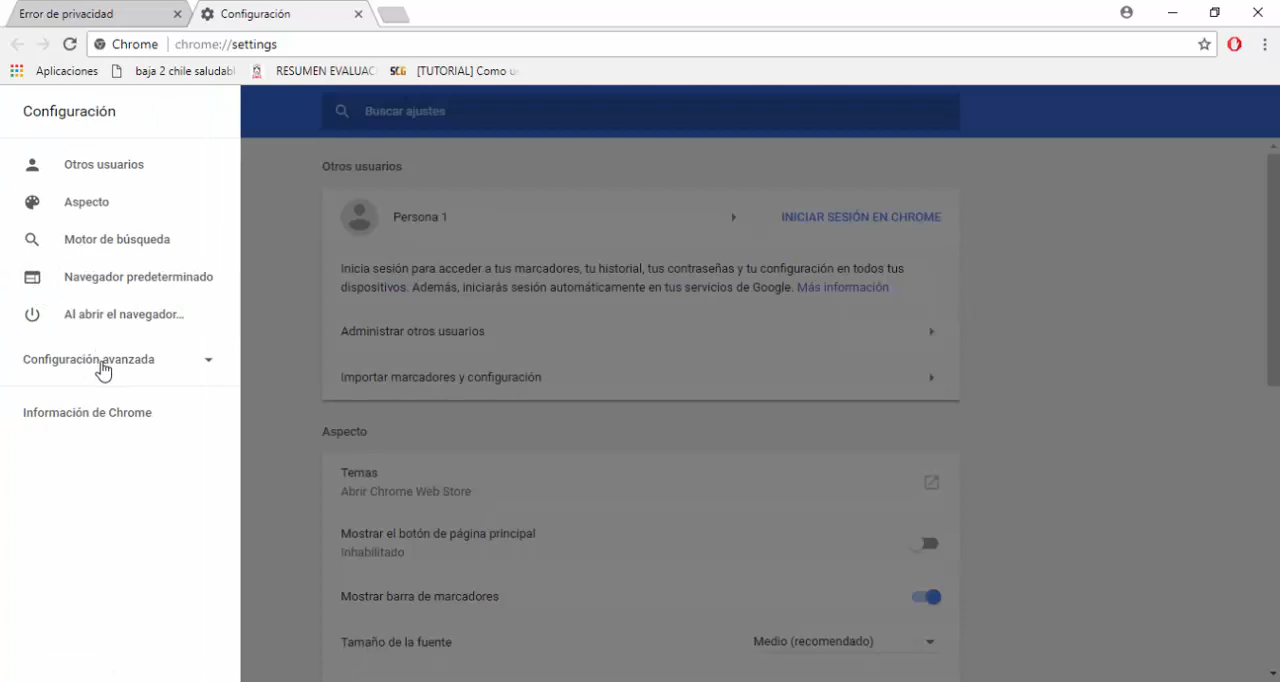 Error de privacidad
Configuración
Chrome
chrome://settings
Aplicaciones
baja 2 chile saludabl
RESUMEN EVALUAC
SCG
[TUTORIAL] Como u
Configuración
Otros usuarios
Aspecto
Motor de búsqueda
Navegador predeterminado
Al abrir el navegador...
Configuración avanzada
Información de Chrome
Buscar ajustes
Otros usuarios
Persona 1
INICIAR SESIÓN EN CHROME
Inicia sesión para acceder a tus marcadores, tu historial, tus contraseñas y tu configuración en todos tus
dispositivos. Además, iniciarás sesión automáticamente en tus servicios de Google. Más información
Administrar otros usuarios
Importar marcadores y configuración
Aspecto
Temas
Abrir Chrome Web Store
Mostrar el botón de página principal
Inhabilitado
Mostrar barra de marcadores
Tamaño de la fuente
Medio (recomendado)